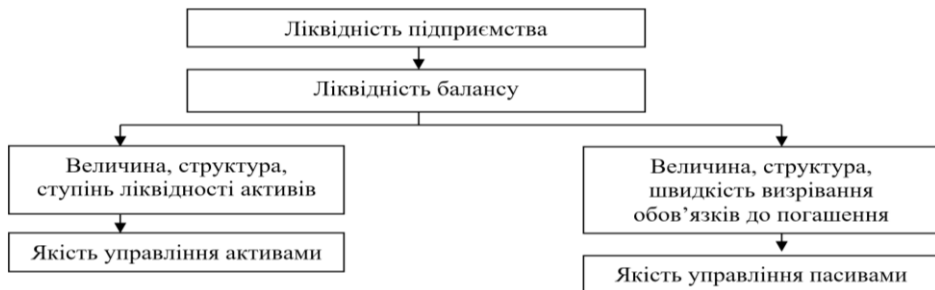 Ліквідність підприємства
Ліквідність балансу
Величина, структура,
ступінь ліквідності активів
Якість управління активами
Величина, структура,
швидкість визрівання
обов’язків до погашення
Якість управління пасивами